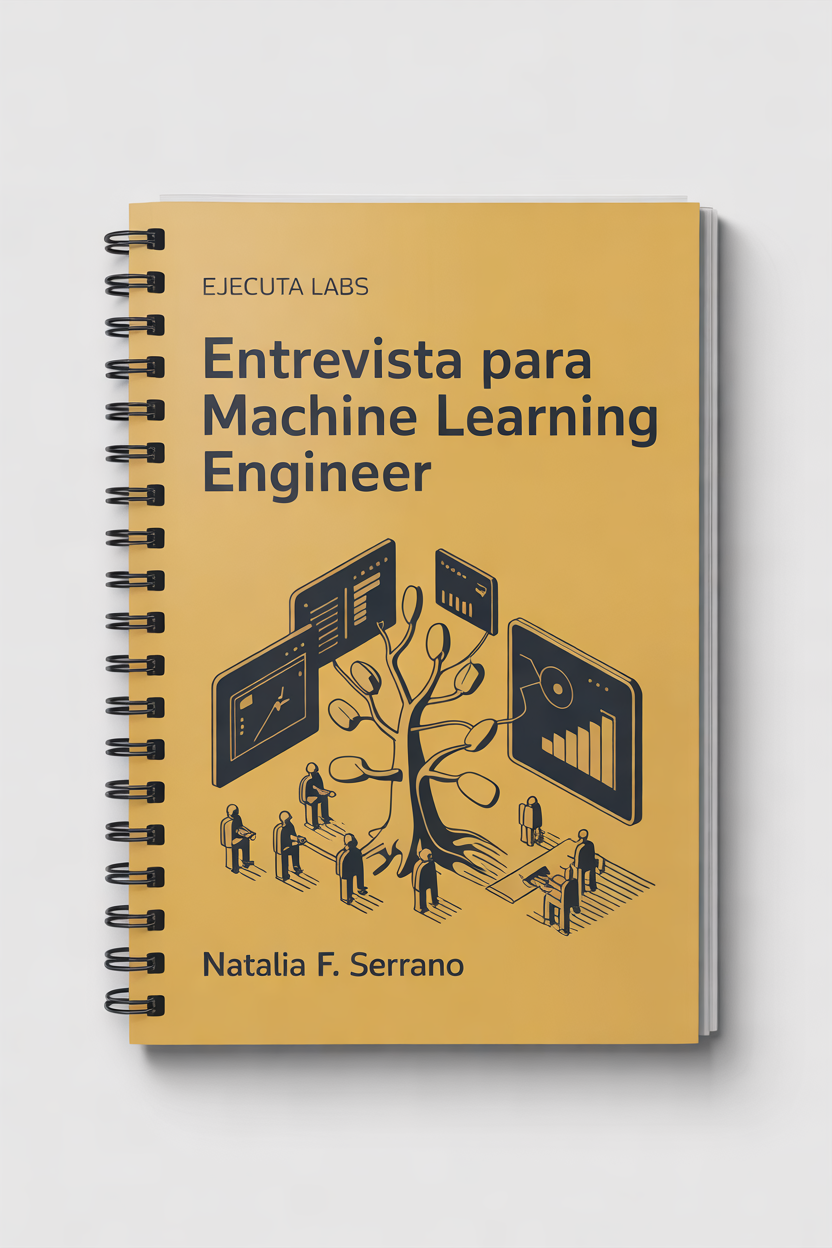 EJECUTA LABS
Entrevista para
Machine Learning
Engineer
Natalia F. Serrano